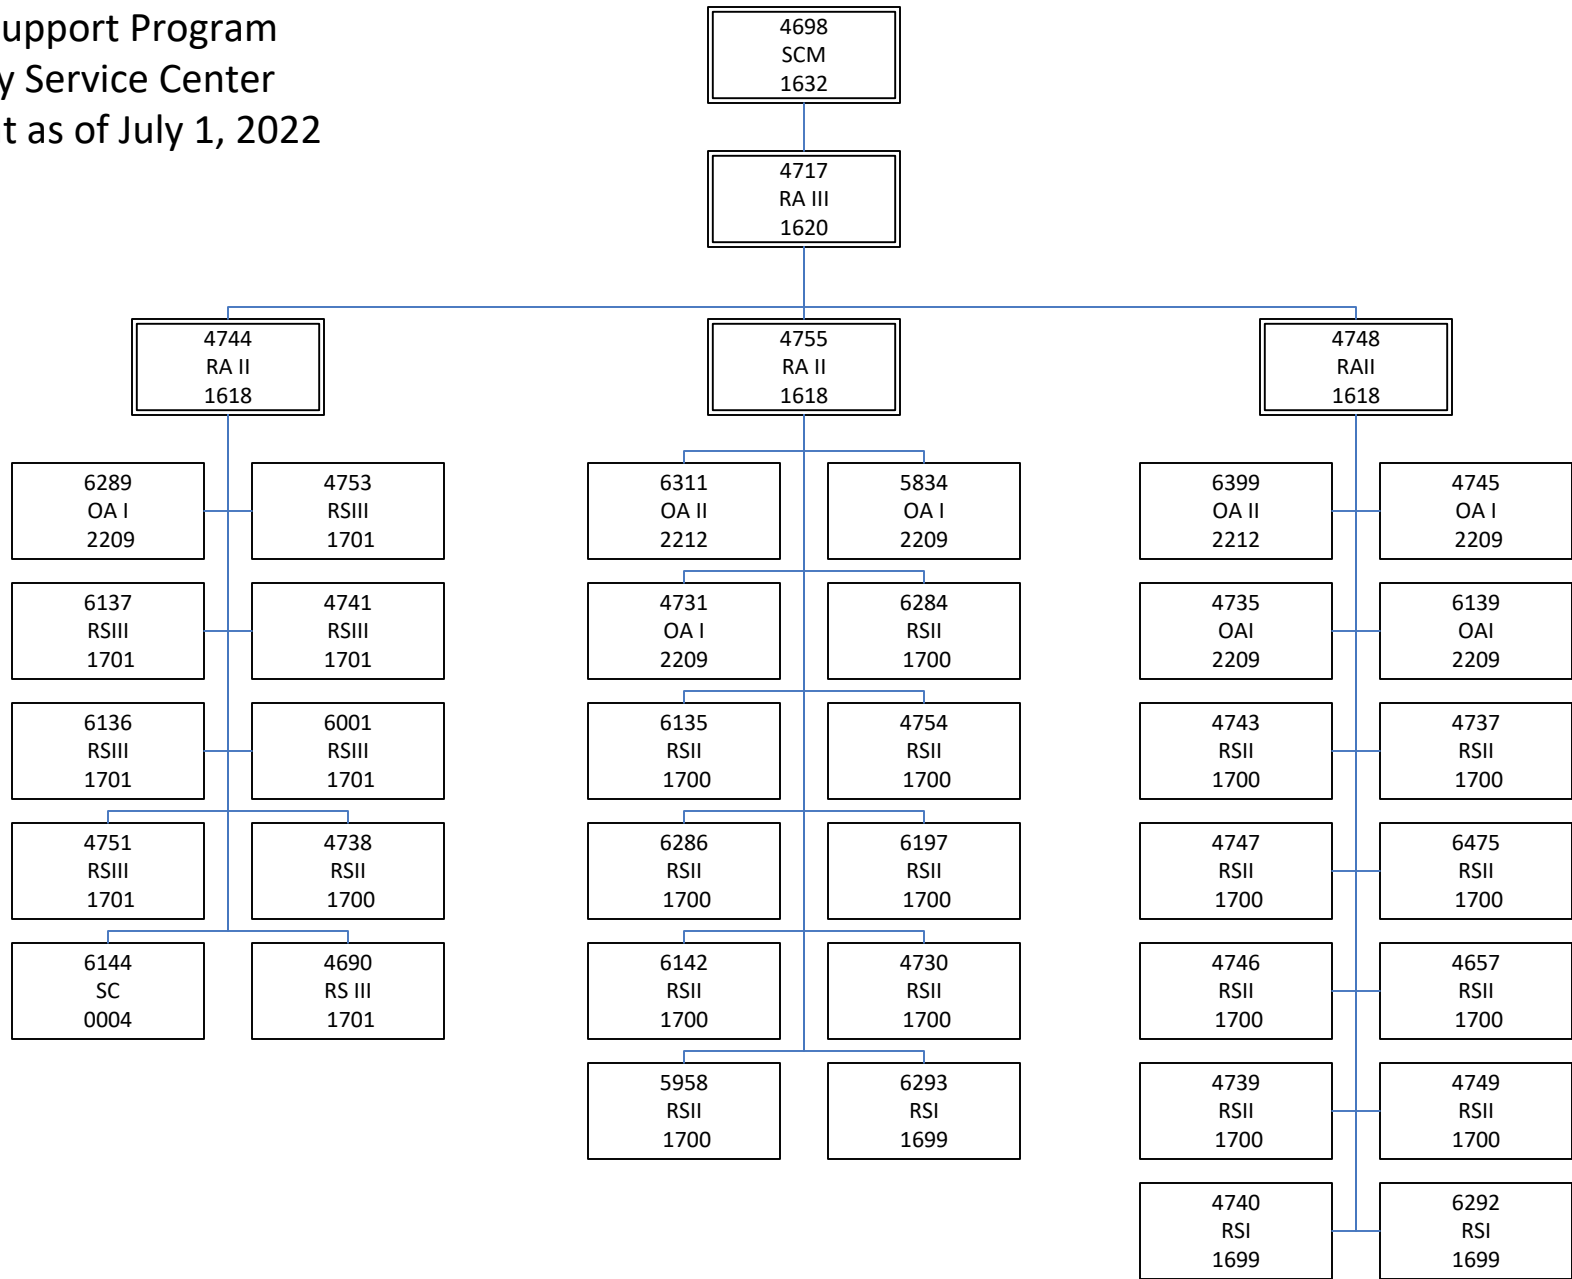 upport Program
y Service Center
t as of July 1, 2022
4698
SCM
1632
4717
RA III
1620
4744
RA II
1618
4755
RA II
1618
4748
RAII
1618
6289
OA I
2209
4753
RSIII
1701
6137
RSIII
1701
4741
RSIII
1701
6136
RSIII
1701
6001
RSIII
1701
4751
RSIII
1701
4738
RSII
1700
6144
SC
0004
4690
RS III
1701
6311
OA II
2212
5834
OA I
2209
4731
OA I
2209
6284
RSII
1700
6135
RSII
1700
4754
RSII
1700
6286
RSII
1700
6197
RSII
1700
6142
RSII
1700
4730
RSII
1700
5958
RSII
1700
6293
RSI
1699
6399
OA II
2212
4745
OA I
2209
4735
OAI
2209
6139
OAI
2209
4743
RSII
1700
4737
RSII
1700
4747
RSII
1700
6475
RSII
1700
4746
RSII
1700
4657
RSII
1700
4739
RSII
1700
4749
RSII
1700
4740
RSI
1699
6292
RSI
1699